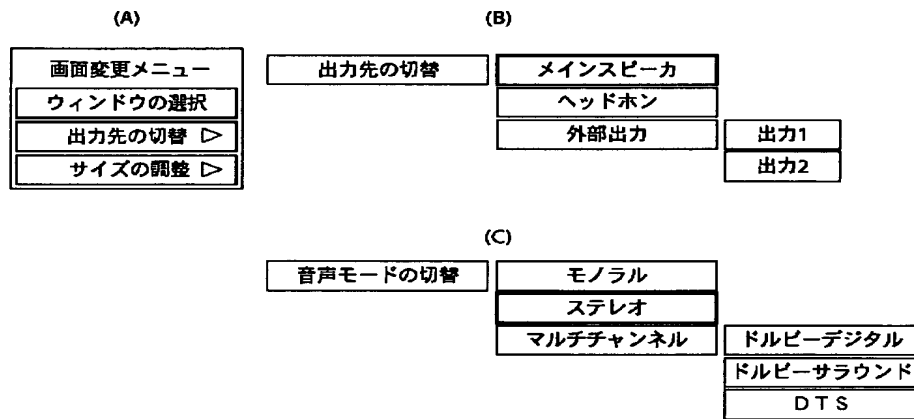 (A)
画面変更メニュー
ウィンドウの選択
出力先の切替 ▷
サイズの調整 ▷
(B)
出力先の切替
メインスピーカ
ヘッドホン
外部出力
出力1
出力2
(C)
音声モードの切替
モノラル
ステレオ
マルチチャンネル
ドルビーデジタル
ドルビーサラウンド
DTS